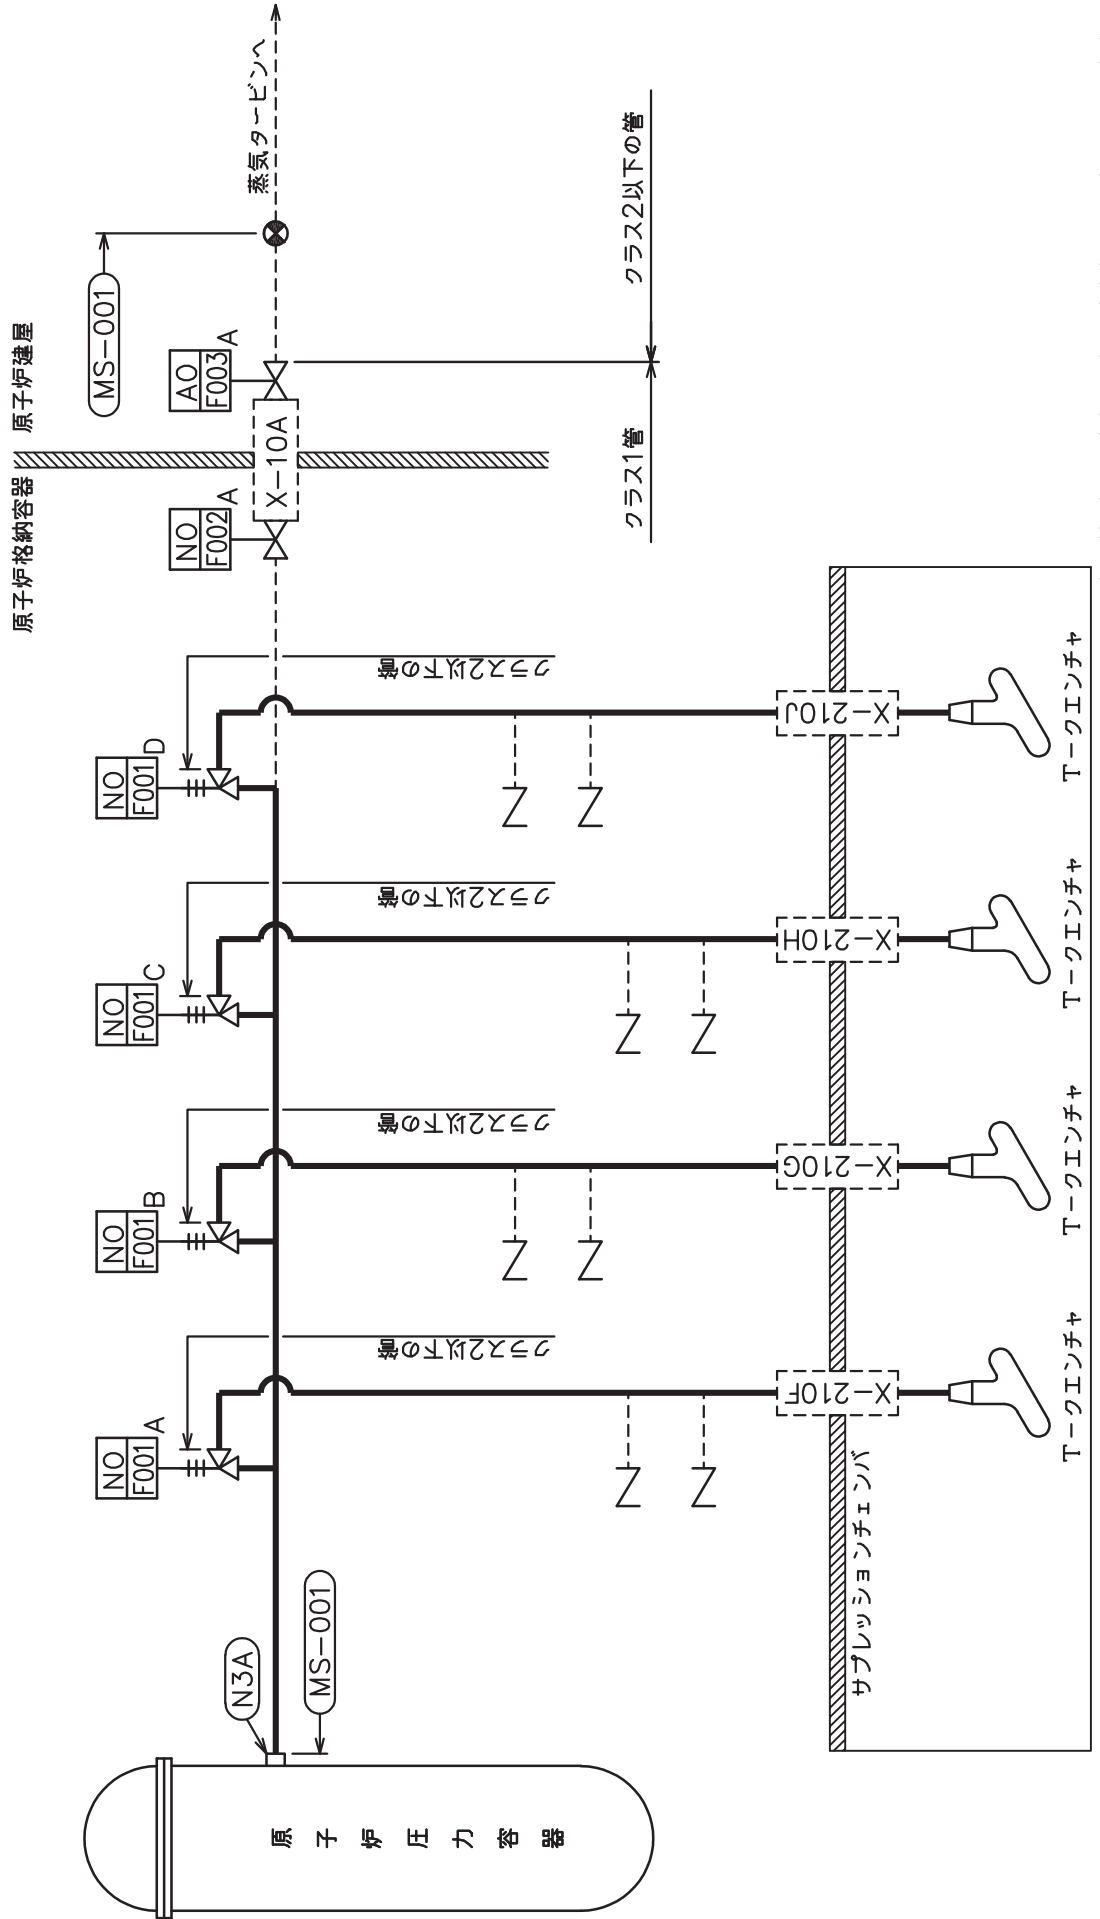 原子炉格納容器
原子炉建屋
MS-001
蒸気タービンへ
NO
F002
A
X-10A
AO
F003
A
クラス1管
クラス2以下の管
NO
F001
A
クラス2以下の管
NO
F001
B
クラス2以下の管
NO
F001
C
クラス2以下の管
NO
F001
D
クラス2以下の管
N3A
MS-001
原子炉圧力容器
サプレッションチェンバ
X-210F
X-210G
X-210H
X-210J
T-クエンチャ
T-クエンチャ
T-クエンチャ
T-クエンチャ